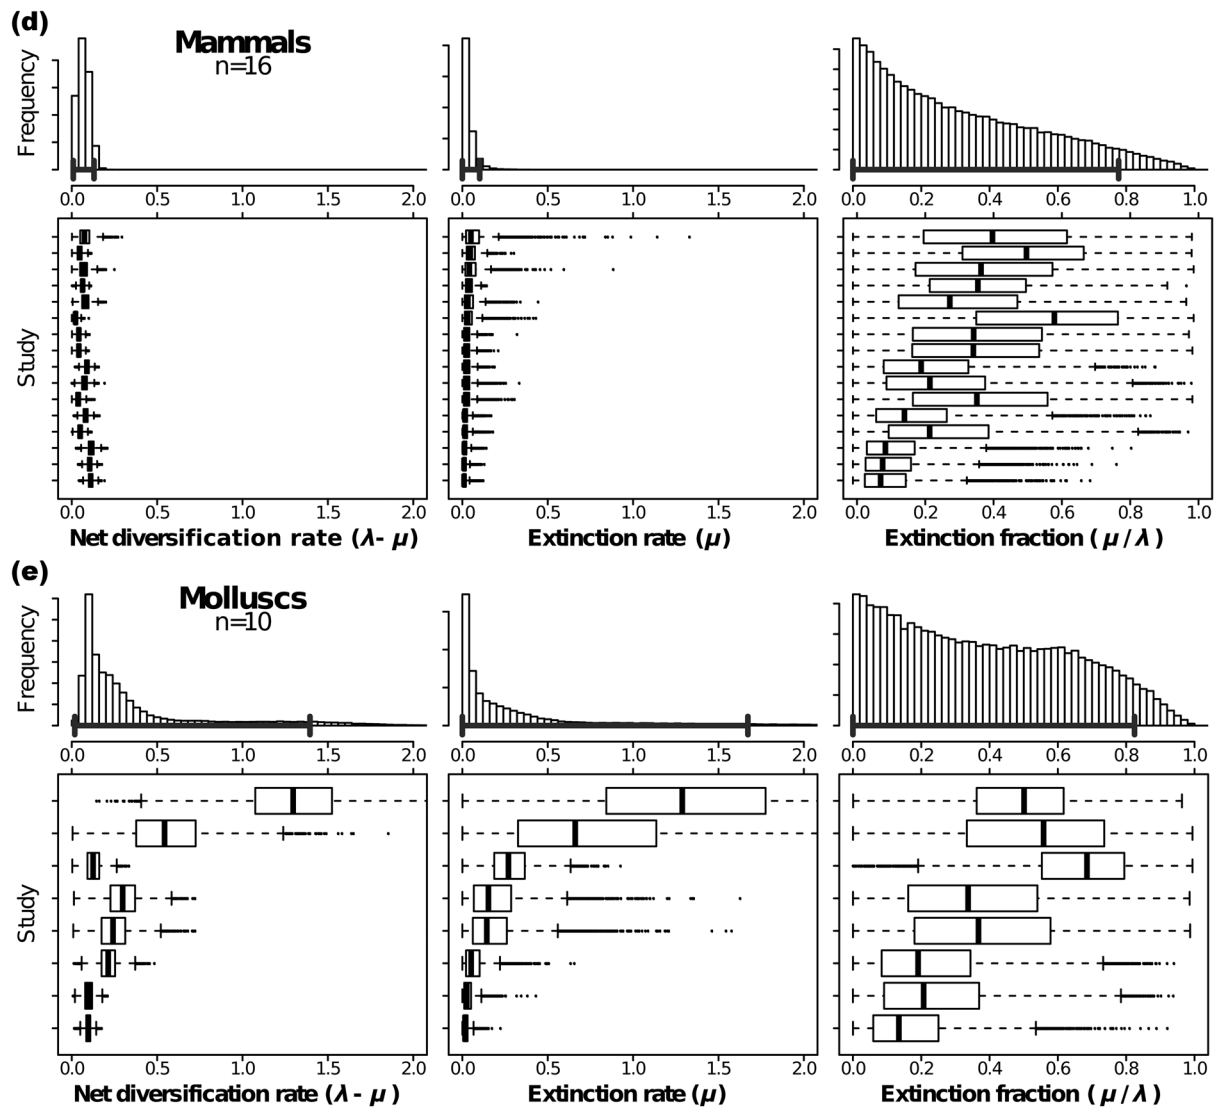 (d)
Mammals
n=16
Frequency
0.0 0.5 1.0 1.5 2.0
0.0 0.5 1.0 1.5 2.0
0.0 0.2 0.4 0.6 0.8 1.0
Study
0.0 0.5 1.0 1.5 2.0
0.0 0.5 1.0 1.5 2.0
0.0 0.2 0.4 0.6 0.8 1.0
Net diversification rate (λ- μ)
Extinction rate (μ)
Extinction fraction ( μ / λ )
(e)
Molluscs
n=10
Frequency
0.0 0.5 1.0 1.5 2.0
0.0 0.5 1.0 1.5 2.0
0.0 0.2 0.4 0.6 0.8 1.0
Study
0.0 0.5 1.0 1.5 2.0
0.0 0.5 1.0 1.5 2.0
0.0 0.2 0.4 0.6 0.8 1.0
Net diversification rate (λ - μ )
Extinction rate (μ)
Extinction fraction ( μ / λ )